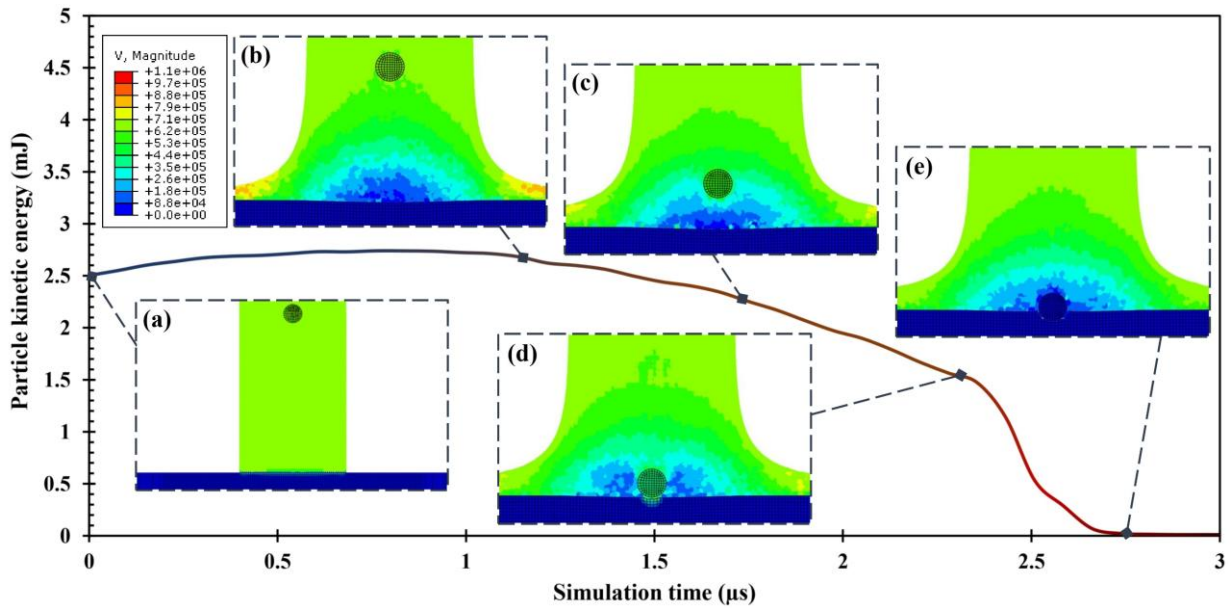 5
4.5
4
3.5
3
2.5
2
1.5
1
0.5
0
Particle kinetic energy (mJ)
V, Magnitude
+1.1e+06
+9.7e+05
+8.8e+05
+7.9e+05
+7.1e+05
+6.2e+05
+5.3e+05
+4.4e+05
+3.5e+05
+2.6e+05
+1.8e+05
+8.8e+04
+0.0e+00
(b)
(c)
(e)
(a)
(d)
0 0.5 1 1.5 2 2.5 3
Simulation time (μs)